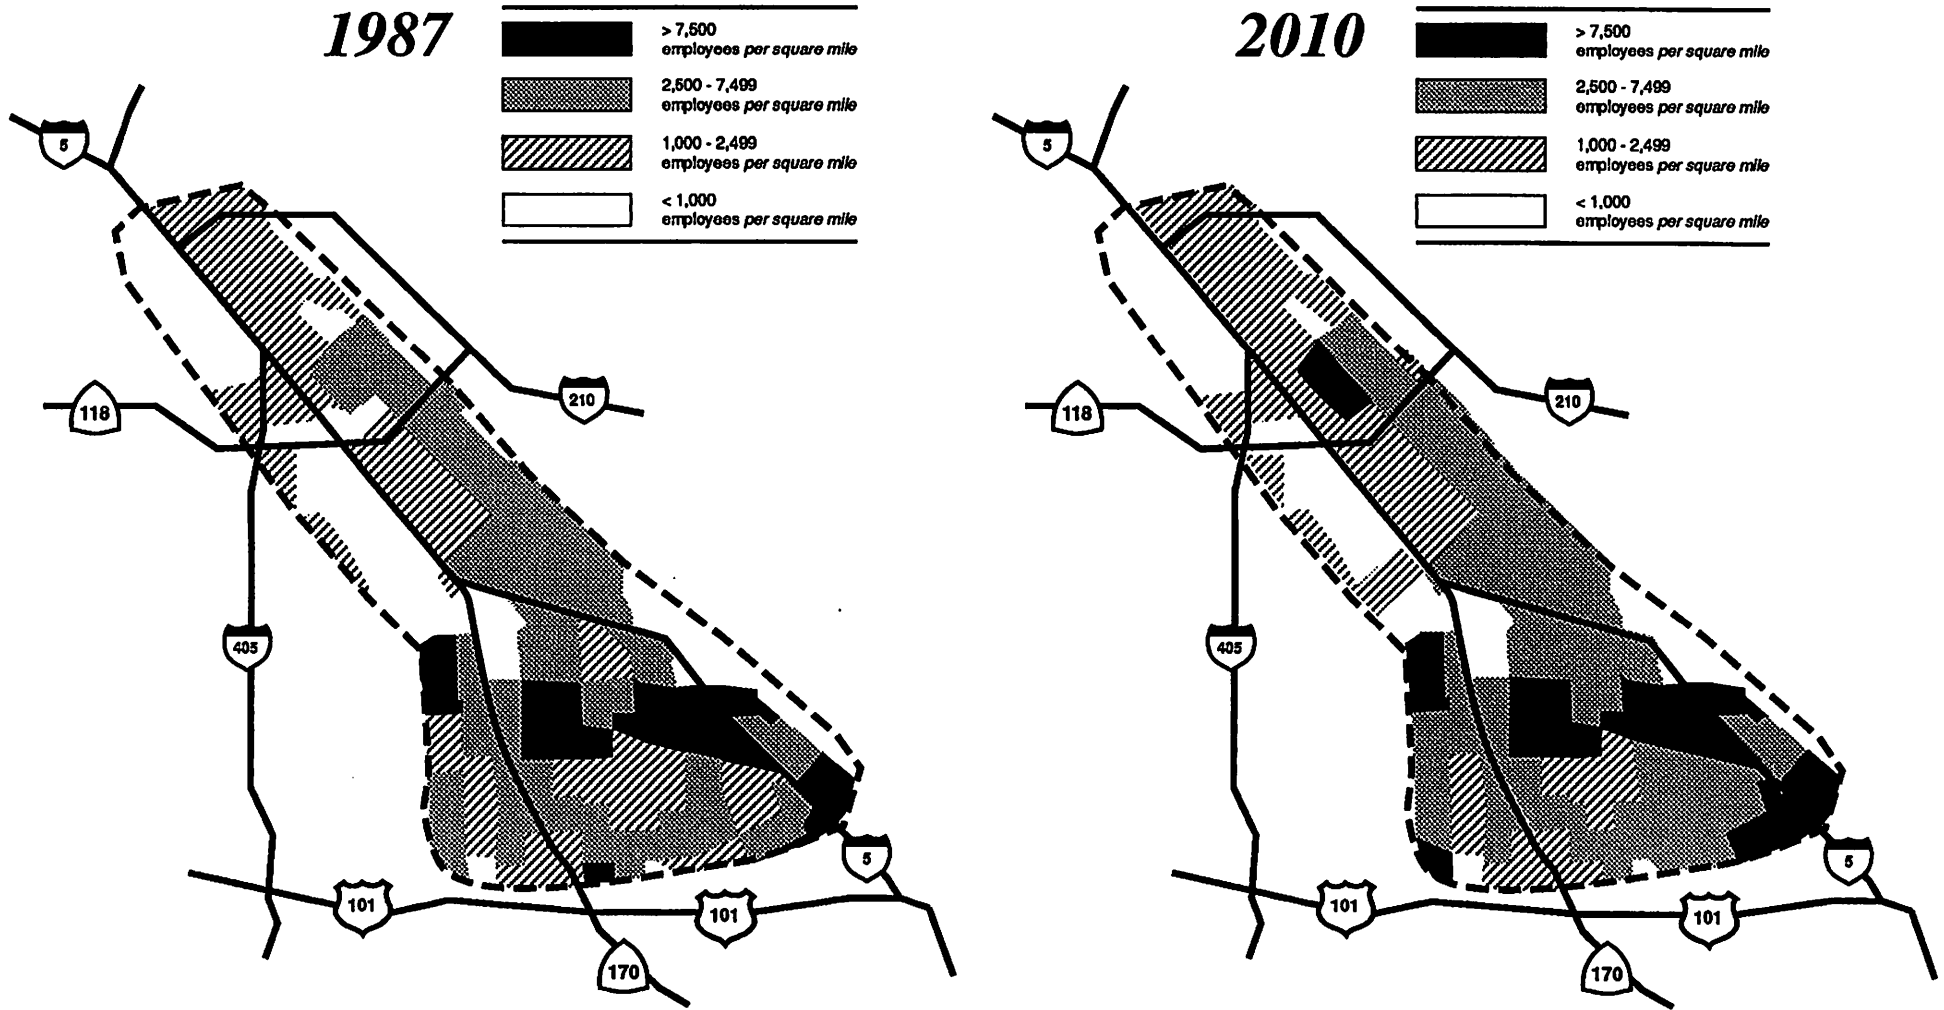 1987
> 7,500
employees per square mile
2,500 - 7,499
employees per square mile
1,000 - 2,499
employees per square mile
< 1,000
employees per square mile
5
118
210
405
5
101
101
170
2010
> 7,500
employees per square mile
2,500 - 7,499
employees per square mile
1,000 - 2,499
employees per square mile
< 1,000
employees per square mile
5
118
210
405
5
101
101
170